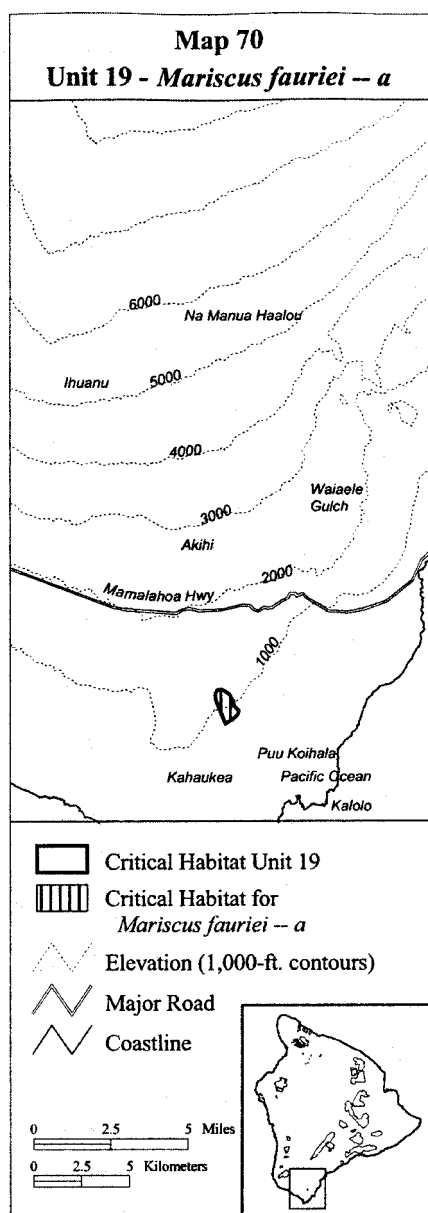 Map 70
Unit 19 - Mariscus fauriei -- a
6000
Na Manua Haalou
Ihuanu
5000
4000
Waiaele
Gulch
3000
Akihi
2000
Mamalahoa Hwy
1000
Puu Koihala
Kahaukea
Pacific Ocean
Kalolo
Critical Habitat Unit 19
Critical Habitat for
Mariscus fauriei -- a
Elevation (1,000-ft. contours)
Major Road
Coastline
0 2.5 5 Miles
0 2.5 5 Kilometers